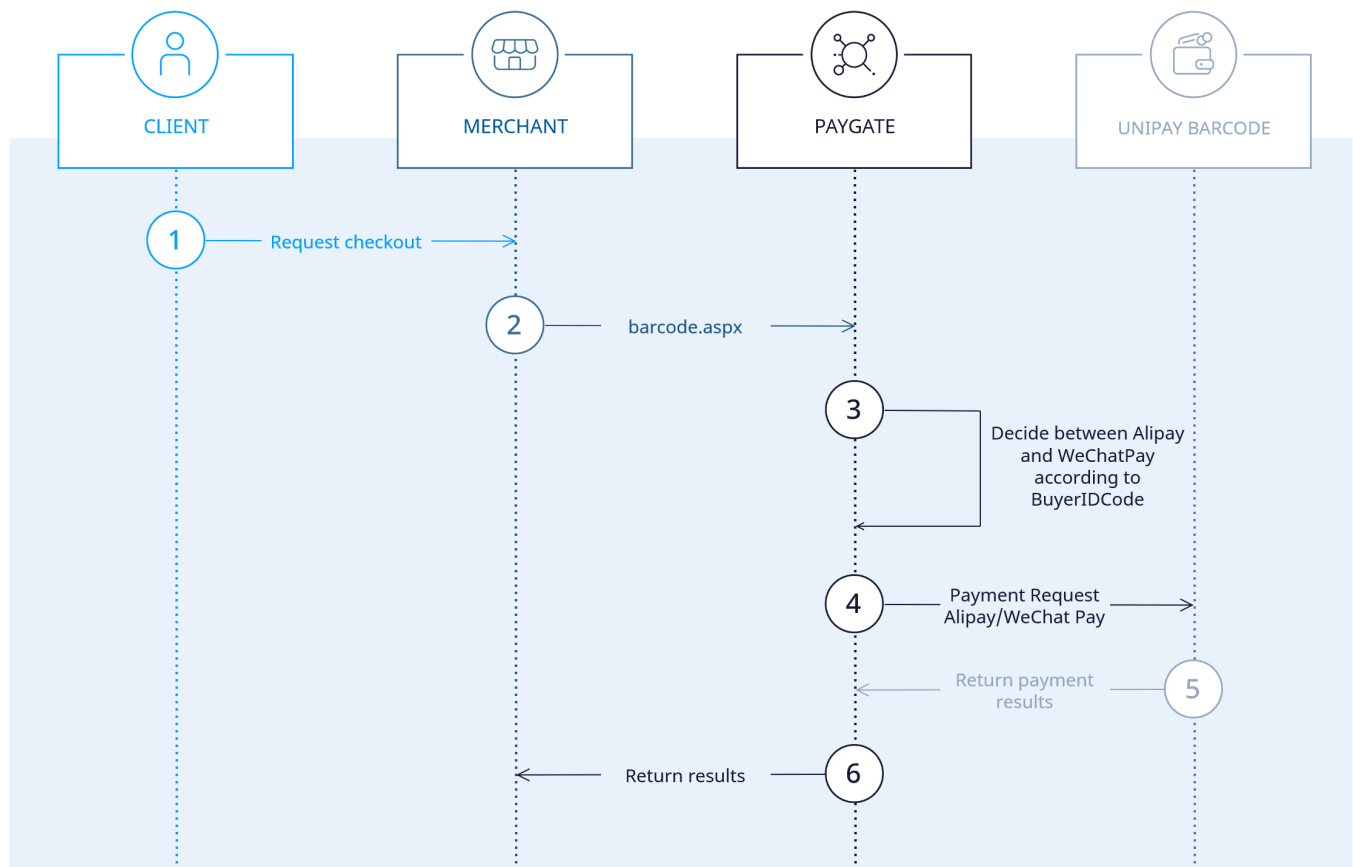 CLIENT
MERCHANT
PAYGATE
UNIPAY BARCODE
1
Request checkout
2
barcode.aspx
3
Decide between Alipay
and WeChatPay
according to
BuyerIDCode
4
Payment Request
Alipay/WeChat Pay
Return payment
results
5
Return results
6